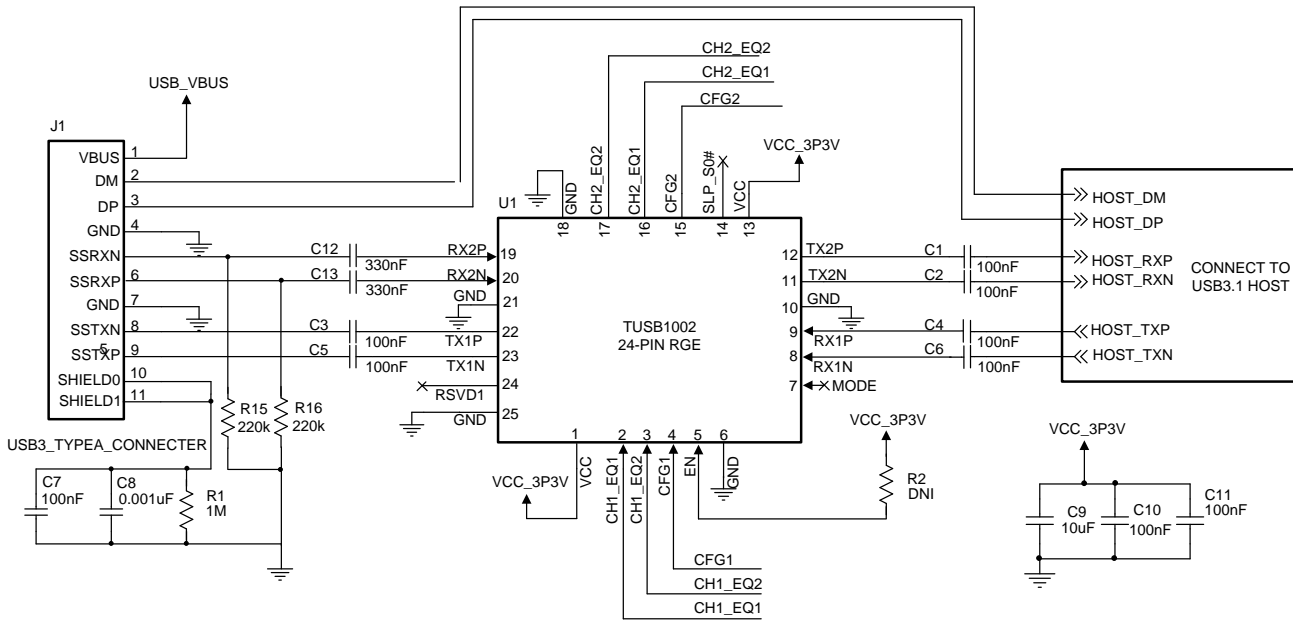 CH2_EQ2
CH2_EQ1
CFG2
USB_VBUS
VCC_3P3V
J1
VBUS 1
DM 2
DP 3
GND 4
SSRXN
SSRXP 6
GND 7
SSTXN 8
SSTXP 9
5
SHIELD0 10
SHIELD1 11
USB3_TYPEA_CONNECTER
C12
330nF
C13
330nF
C3
100nF
C5
100nF
R15
220k
R16
220k
C7
100nF
C8
0.001uF
R1
1M
U1
GND
CH2_EQ2
CH2_EQ1
CFG2
SLP_S0#
VCC
18 17 16 15 14 13
RX2P 19
RX2N 20
GND 21
22
TX1P
23
TX1N
24
RSVD1
25
GND
TUSB1002
24-PIN RGE
12 TX2P
11 TX2N
10 GND
9
RX1P
8
RX1N
7 MODE
1 2 3 4 5 6
VCC
CH1_EQ1
CH1_EQ2
CFG1
EN
GND
VCC_3P3V
CFG1
CH1_EQ2
CH1_EQ1
VCC_3P3V
R2
DNI
C1
100nF
C2
100nF
C4
100nF
C6
100nF
HOST_DM
HOST_DP
HOST_RXP
HOST_RXN
HOST_TXP
HOST_TXN
CONNECT TO
USB3.1 HOST
VCC_3P3V
C9
10uF
C10
100nF
C11
100nF